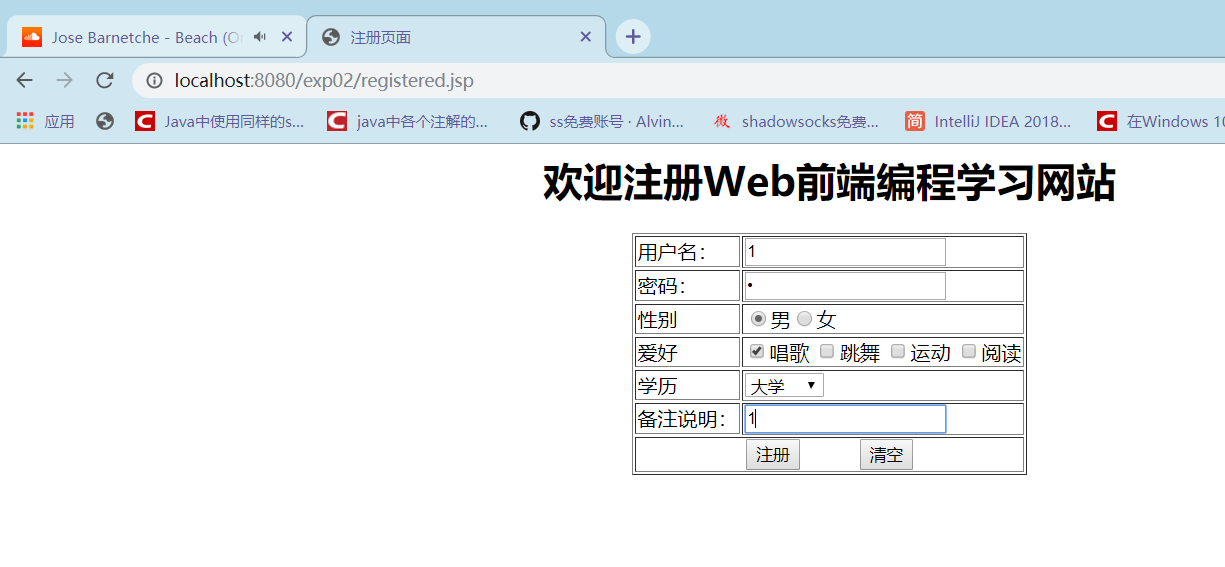 Jose Barnetche - Beach (Or
注册页面
localhost:8080/exp02/registered.jsp
应用 Java中使用同样的s... java中各个注解的... ss免费账号 · Alvin... 微 shadowsocks免费... 简 IntelliJ IDEA 2018... 在Windows 10
欢迎注册Web前端编程学习网站
用户名： 1
密码： •
性别 男 女
爱好 唱歌 跳舞 运动 阅读
学历 大学
备注说明： 1
注册 清空